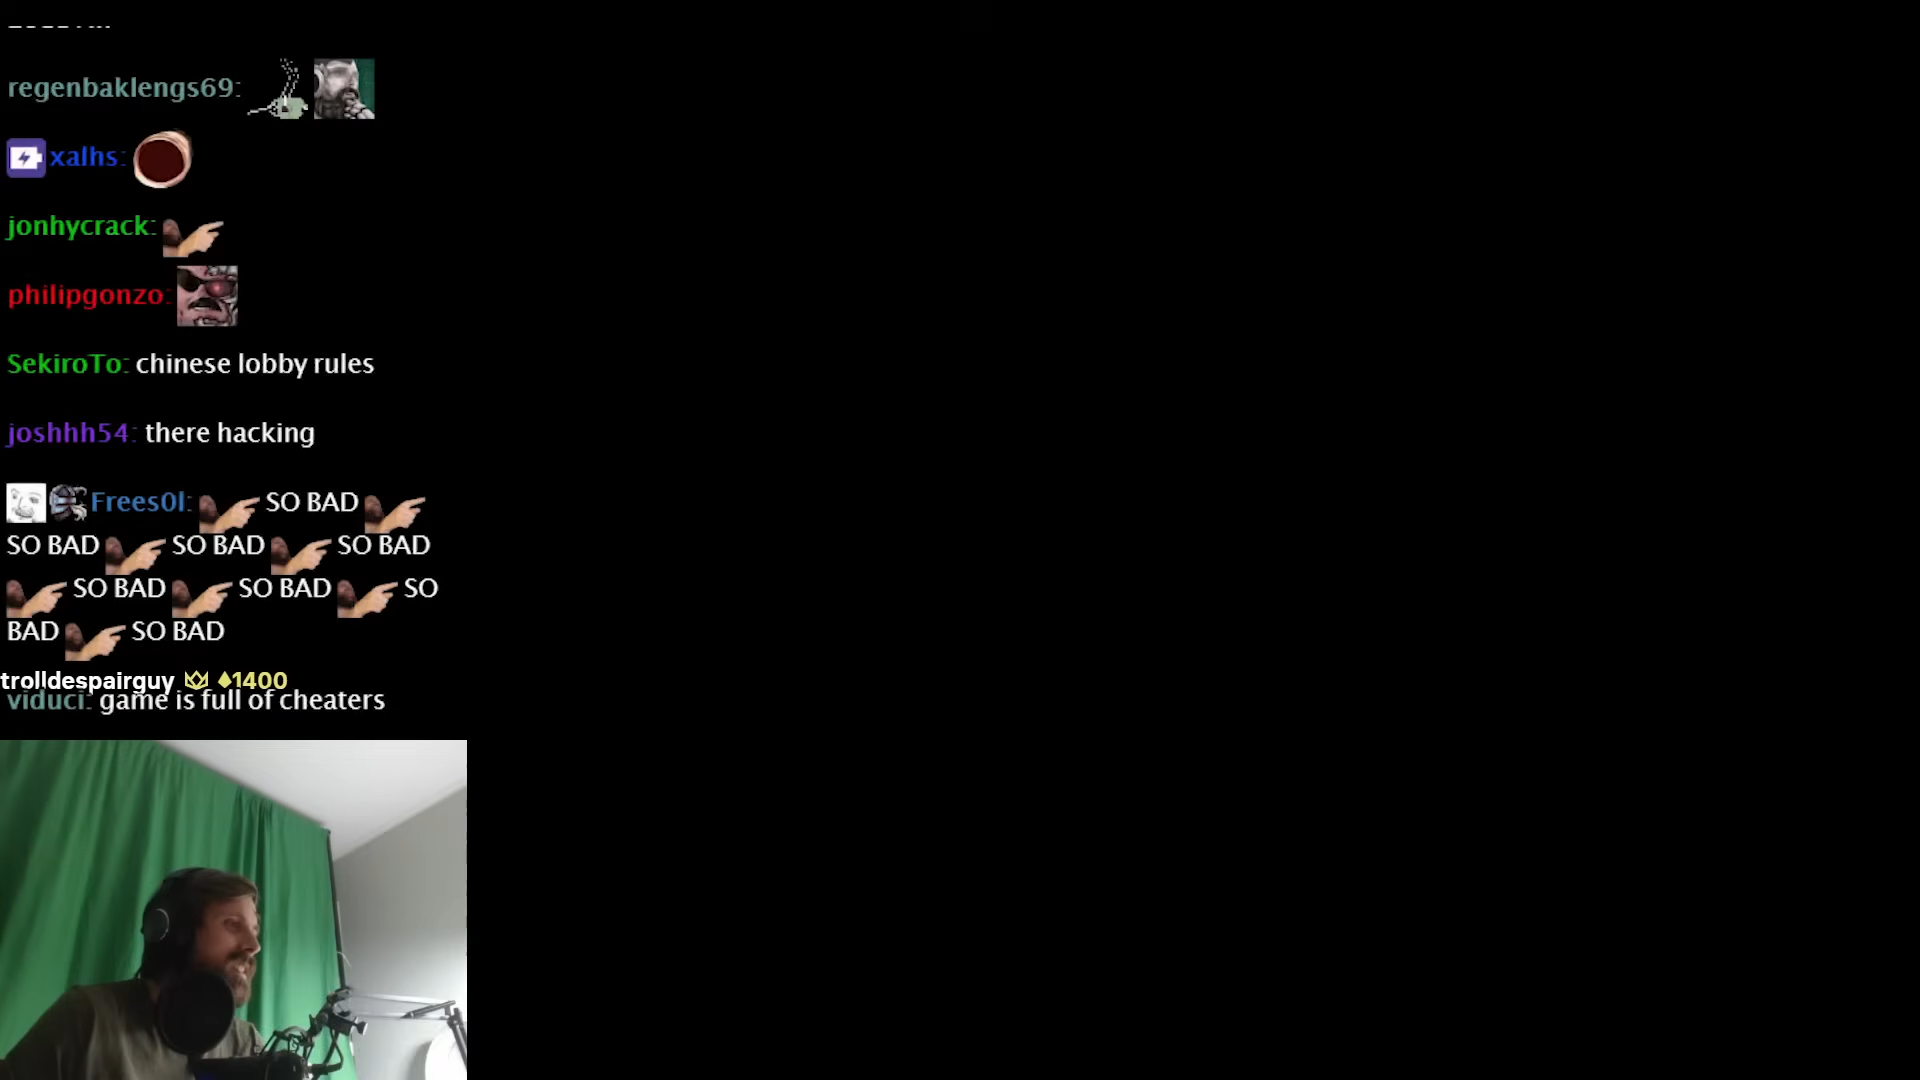 regenbaklengs69:
xalhs:
jonhycrack:
philipgonzo:
SekiroTo: chinese lobby rules
joshhh54: there hacking
Frees0l: SO BAD
SO BAD SO BAD SO BAD
SO BAD SO BAD SO
BAD SO BAD
trolldespairguy 1400
viduci: game is full of cheaters